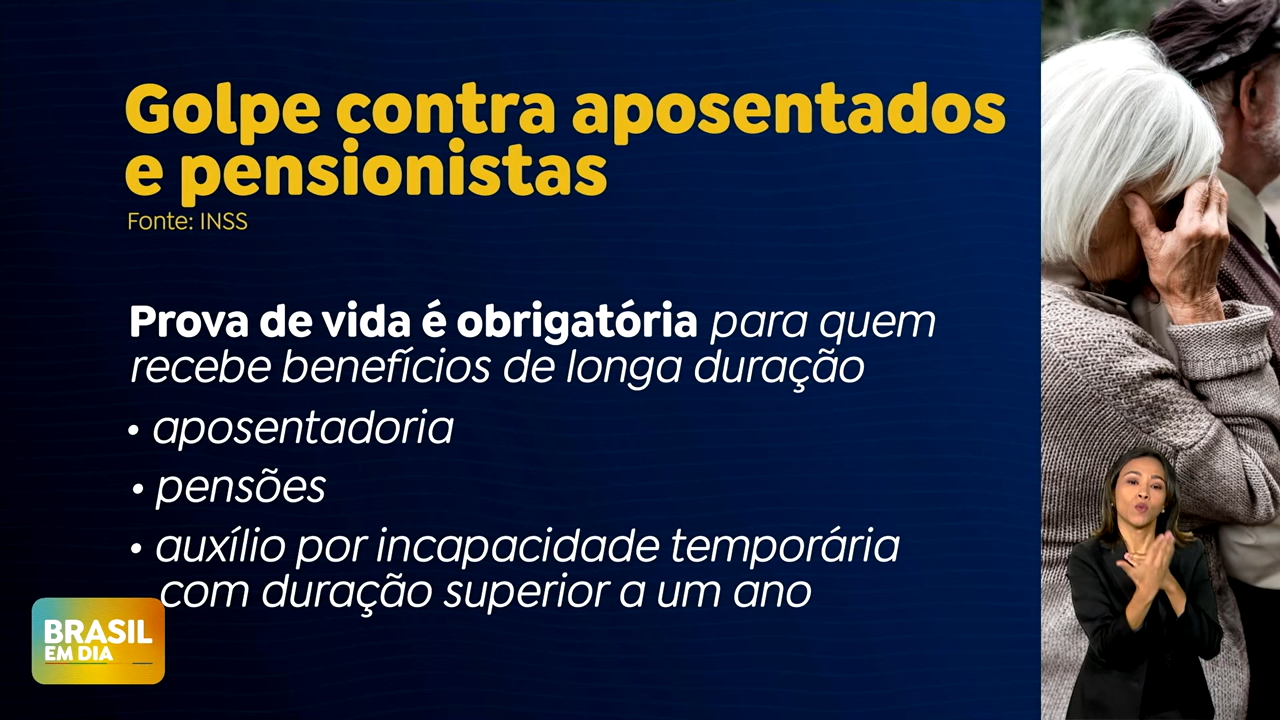 Golpe contra aposentados
e pensionistas
Fonte: INSS
Prova de vida é obrigatória para quem
recebe benefícios de longa duração
• aposentadoria
• pensões
• auxílio por incapacidade temporária
com duração superior a um ano
BRASIL
EM DIA